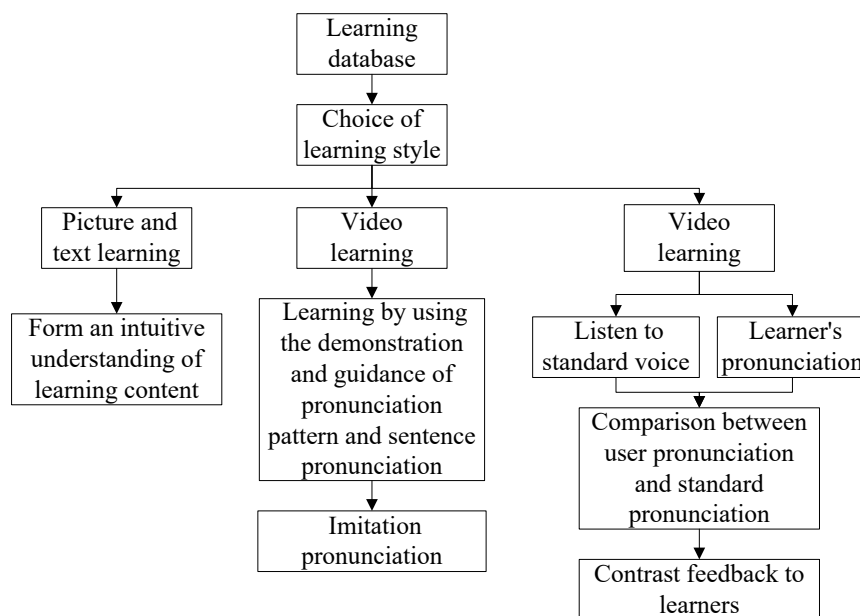 Learning
database
Choice of
learning style
Picture and
text learning
Form an intuitive
understanding of
learning content
Video
learning
Learning by using
the demonstration
and guidance of
pronunciation
pattern and sentence
pronunciation
Imitation
pronunciation
Video
learning
Listen to
standard voice
Learner's
pronunciation
Comparison between
user pronunciation
and standard
pronunciation
Contrast feedback to
learners